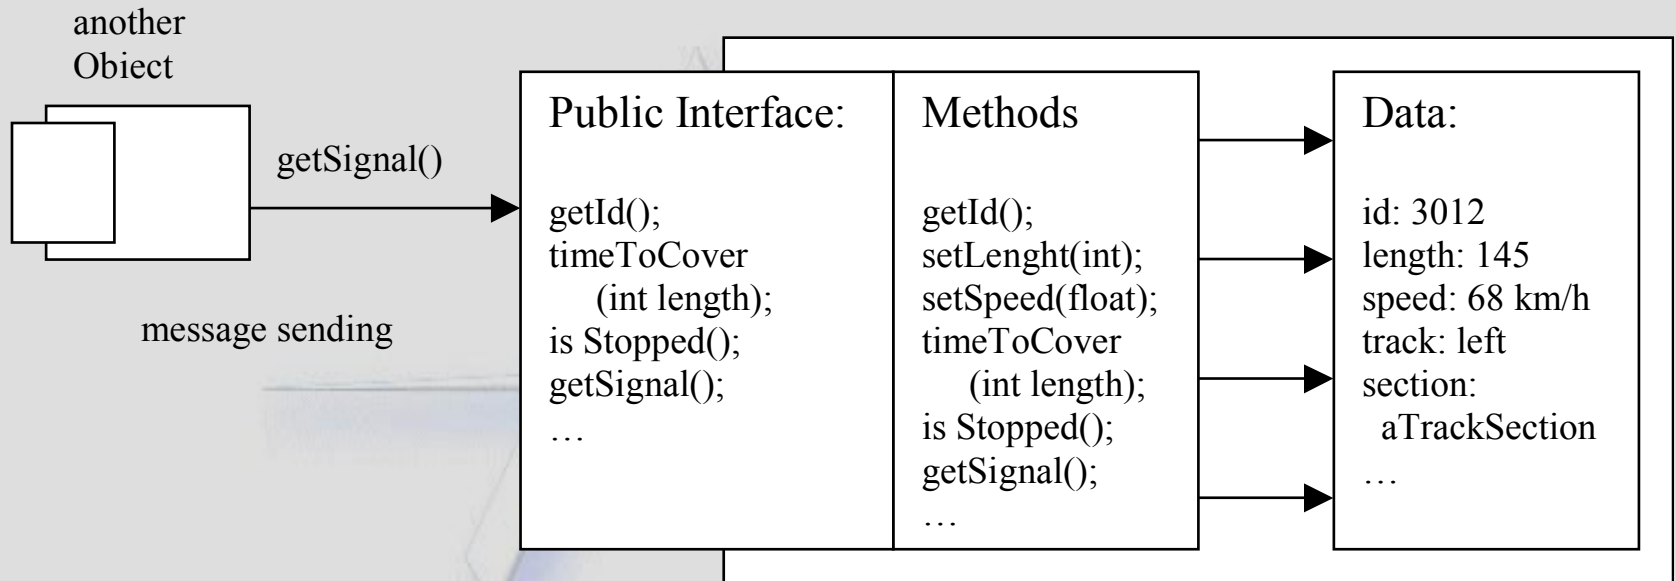 another
Obiect
getSignal()
message sending
Public Interface:
getId();
timeToCover
(int length);
is Stopped();
getSignal();
…
Methods
getId();
setLenght(int);
setSpeed(float);
timeToCover
(int length);
is Stopped();
getSignal();
…
Data:
id: 3012
length: 145
speed: 68 km/h
track: left
section:
aTrackSection
…